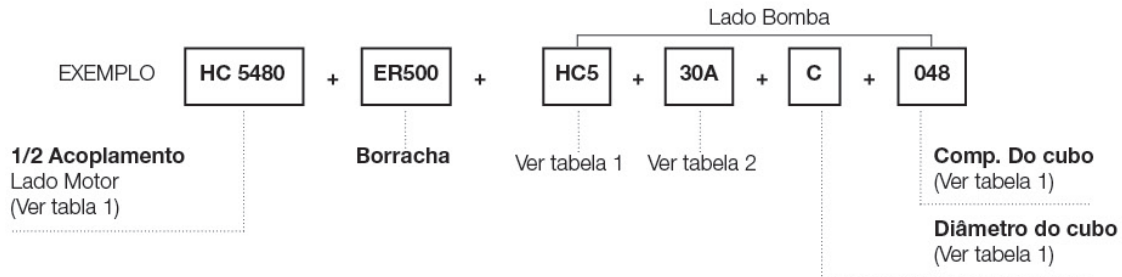 Lado Bomba
EXEMPLO HC 5480 + ER500 + HC5 + 30A + C + 048
1/2 Acoplamento
Lado Motor
(Ver tabla 1)
Borracha
Ver tabela 1
Ver tabela 2
Comp. Do cubo
(Ver tabela 1)
Diâmetro do cubo
(Ver tabela 1)